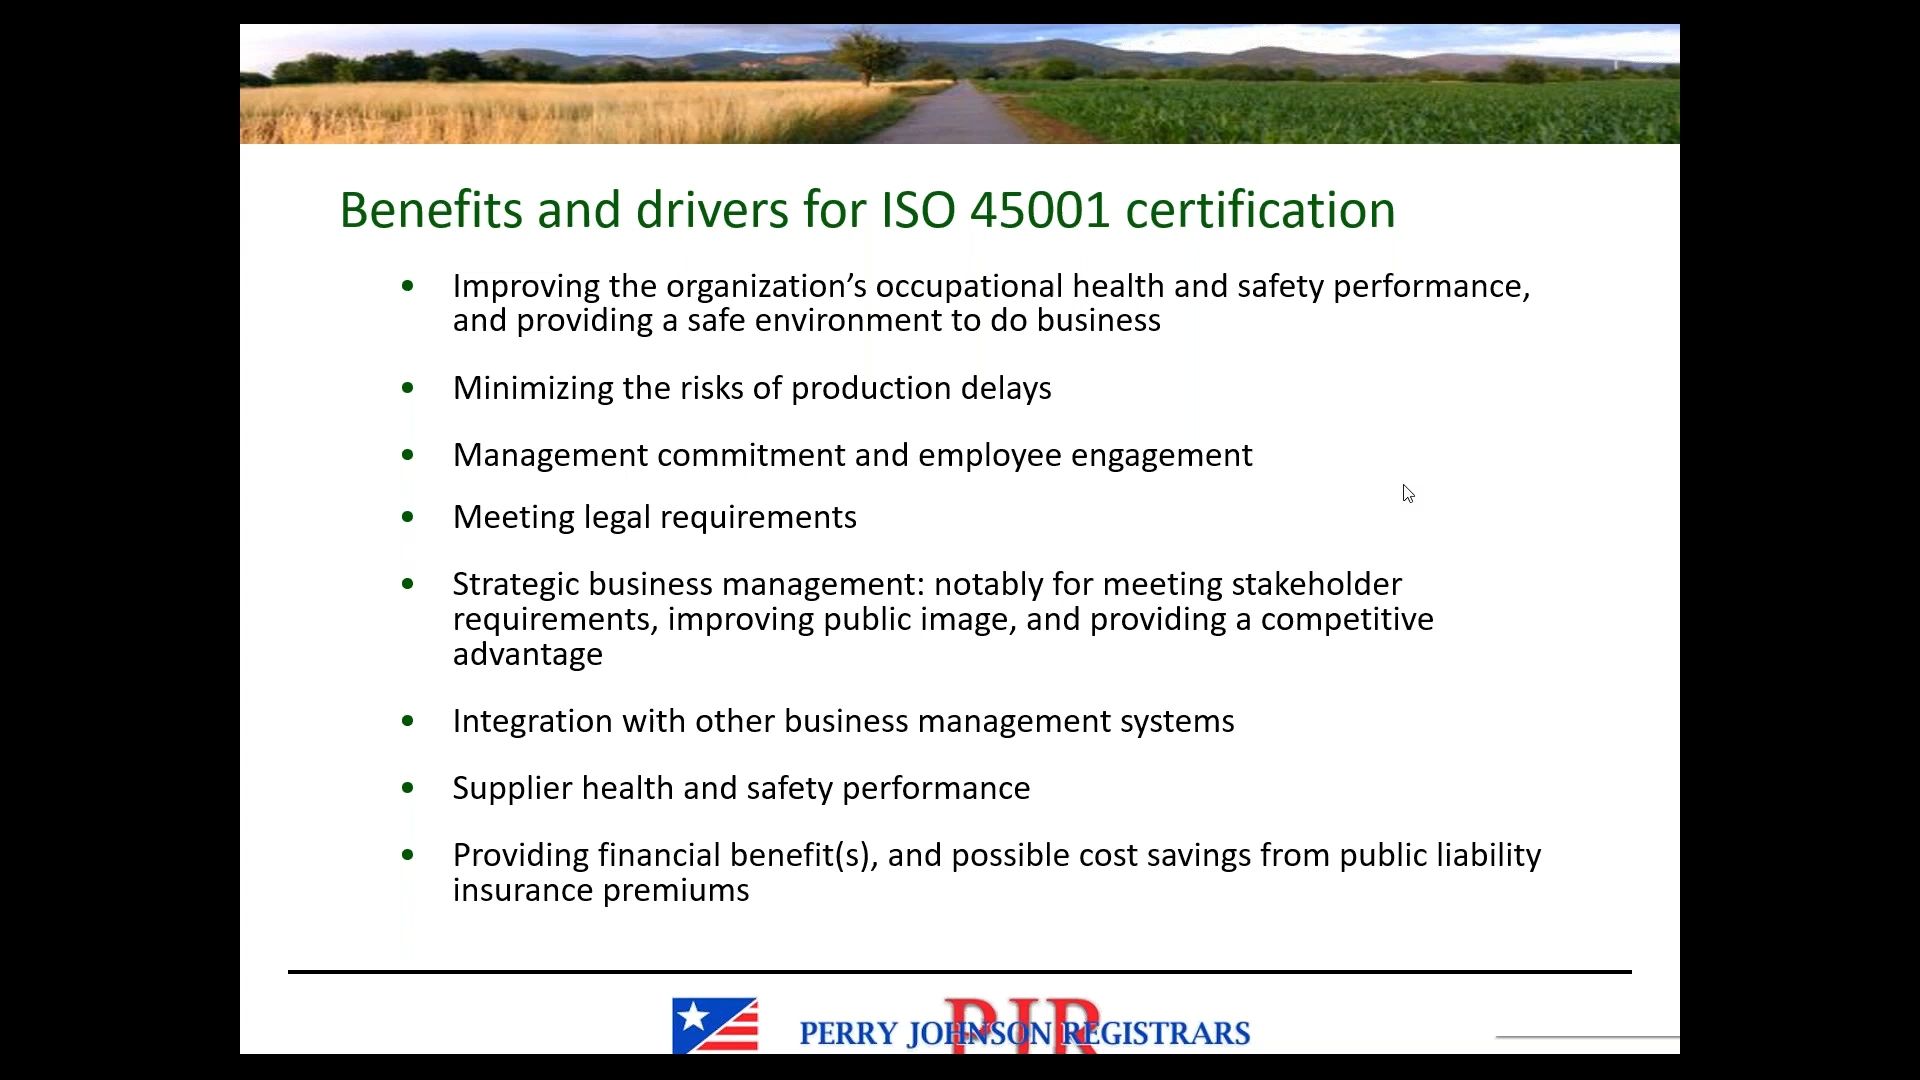 Benefits and drivers for ISO 45001 certification
• Improving the organization’s occupational health and safety performance,
and providing a safe environment to do business
• Minimizing the risks of production delays
• Management commitment and employee engagement
• Meeting legal requirements
• Strategic business management: notably for meeting stakeholder
requirements, improving public image, and providing a competitive
advantage
• Integration with other business management systems
• Supplier health and safety performance
• Providing financial benefit(s), and possible cost savings from public liability
insurance premiums
PJR
PERRY JOHNSON REGISTRARS